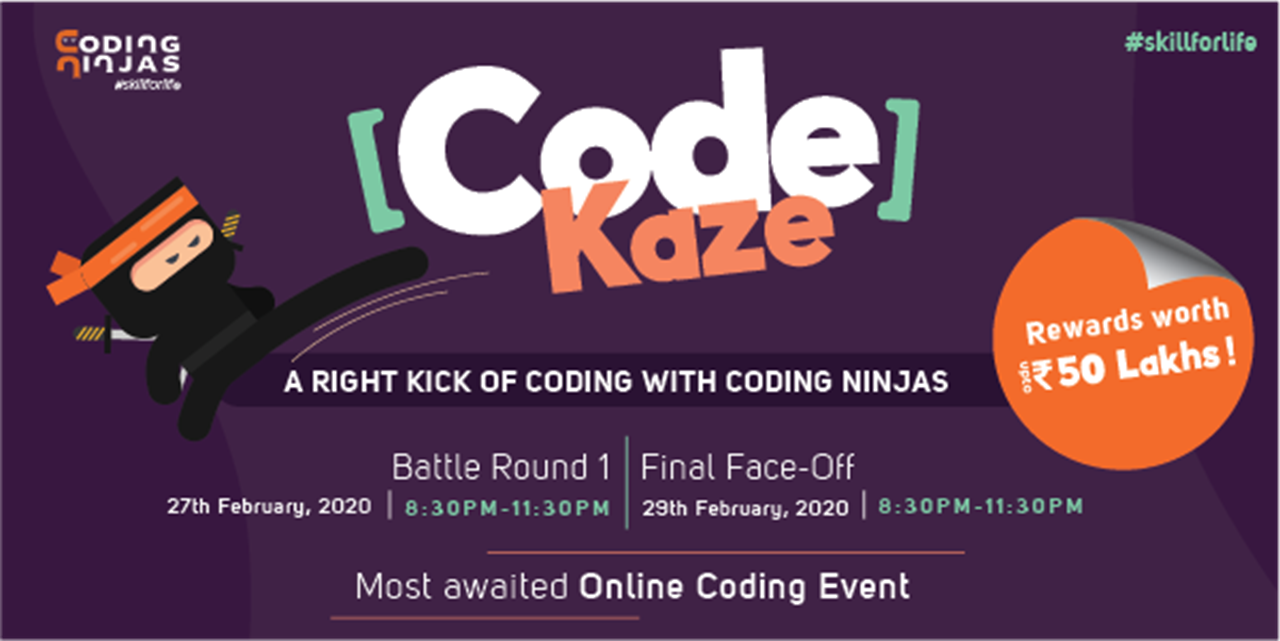 CODING
NINJAS
#skillforlife
#skillforlife
[Code]
Kaze
Rewards worth
upto ₹50 Lakhs!
A RIGHT KICK OF CODING WITH CODING NINJAS
Battle Round 1 | Final Face-Off
27th February, 2020 | 8:30PM-11:30PM | 29th February, 2020 | 8:30PM-11:30PM
Most awaited Online Coding Event